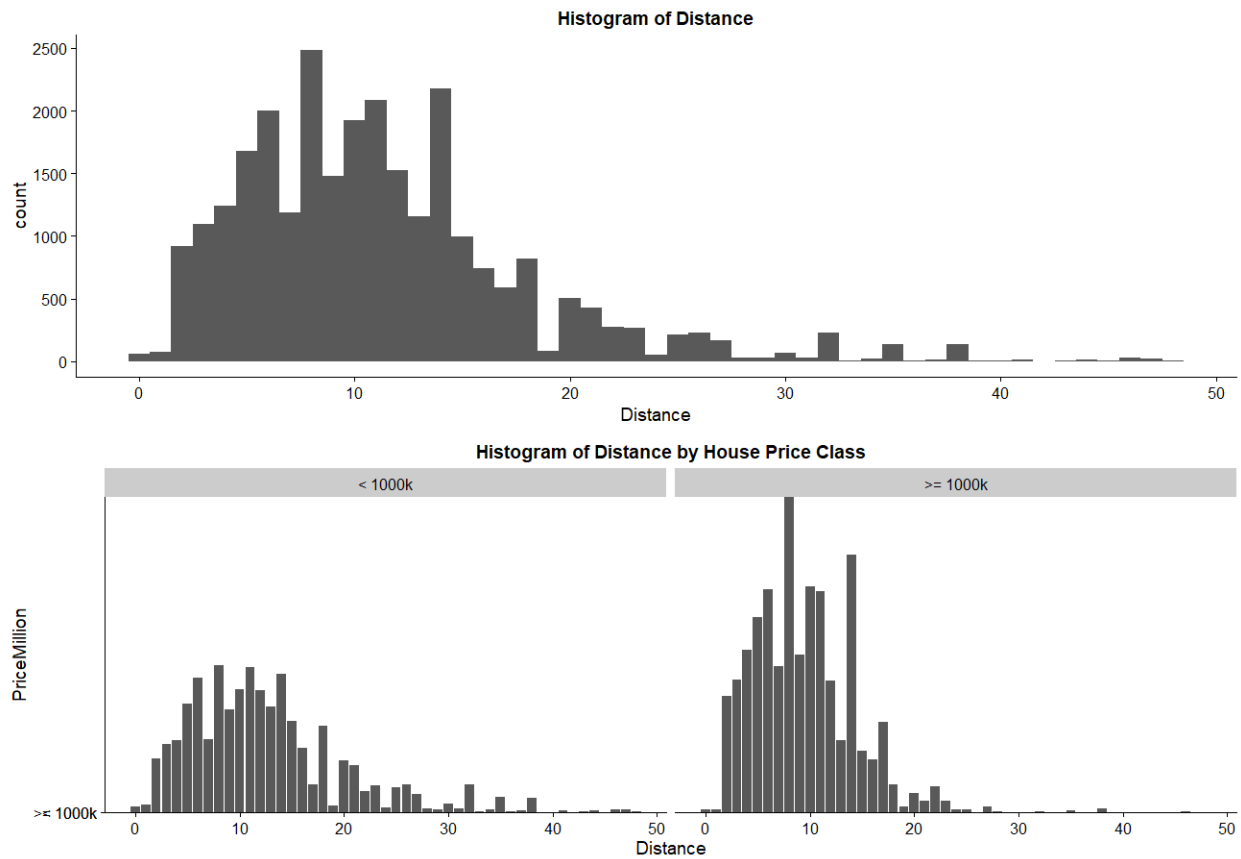 Histogram of Distance
2500
2000
1500
1000
500
0
count
0 10 20 30 40 50
Distance
Histogram of Distance by House Price Class
< 1000k >= 1000k
PriceMillion
1000k
0 10 20 30 40 50 0 10 20 30 40 50
Distance